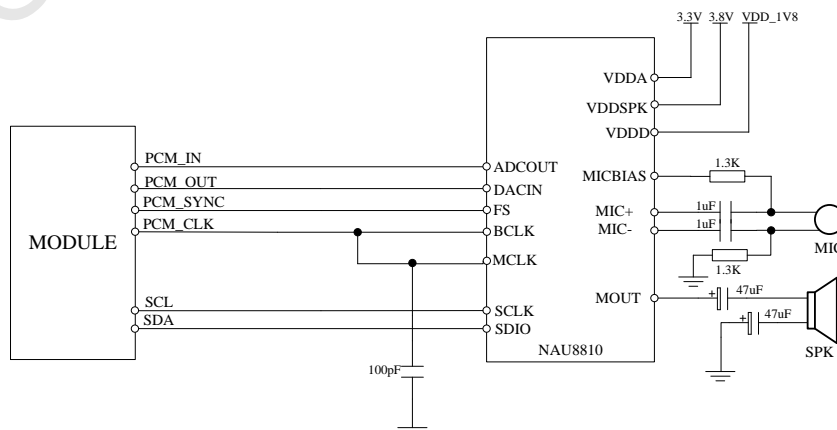 3.3V 3.8V VDD_1V8
VDDA
VDDSPK
VDDD
PCM_IN
ADCOUT
MICBIAS
1.3K
PCM_OUT
DACIN
PCM_SYNC
FS
MIC+
1uF
PCM_CLK
BCLK
MIC-
1uF
MODULE
MIC
MCLK
1.3K
SCL
SCLK
MOUT
+
47uF
SDA
SDIO
+
47uF
NAU8810
SPK
100pF